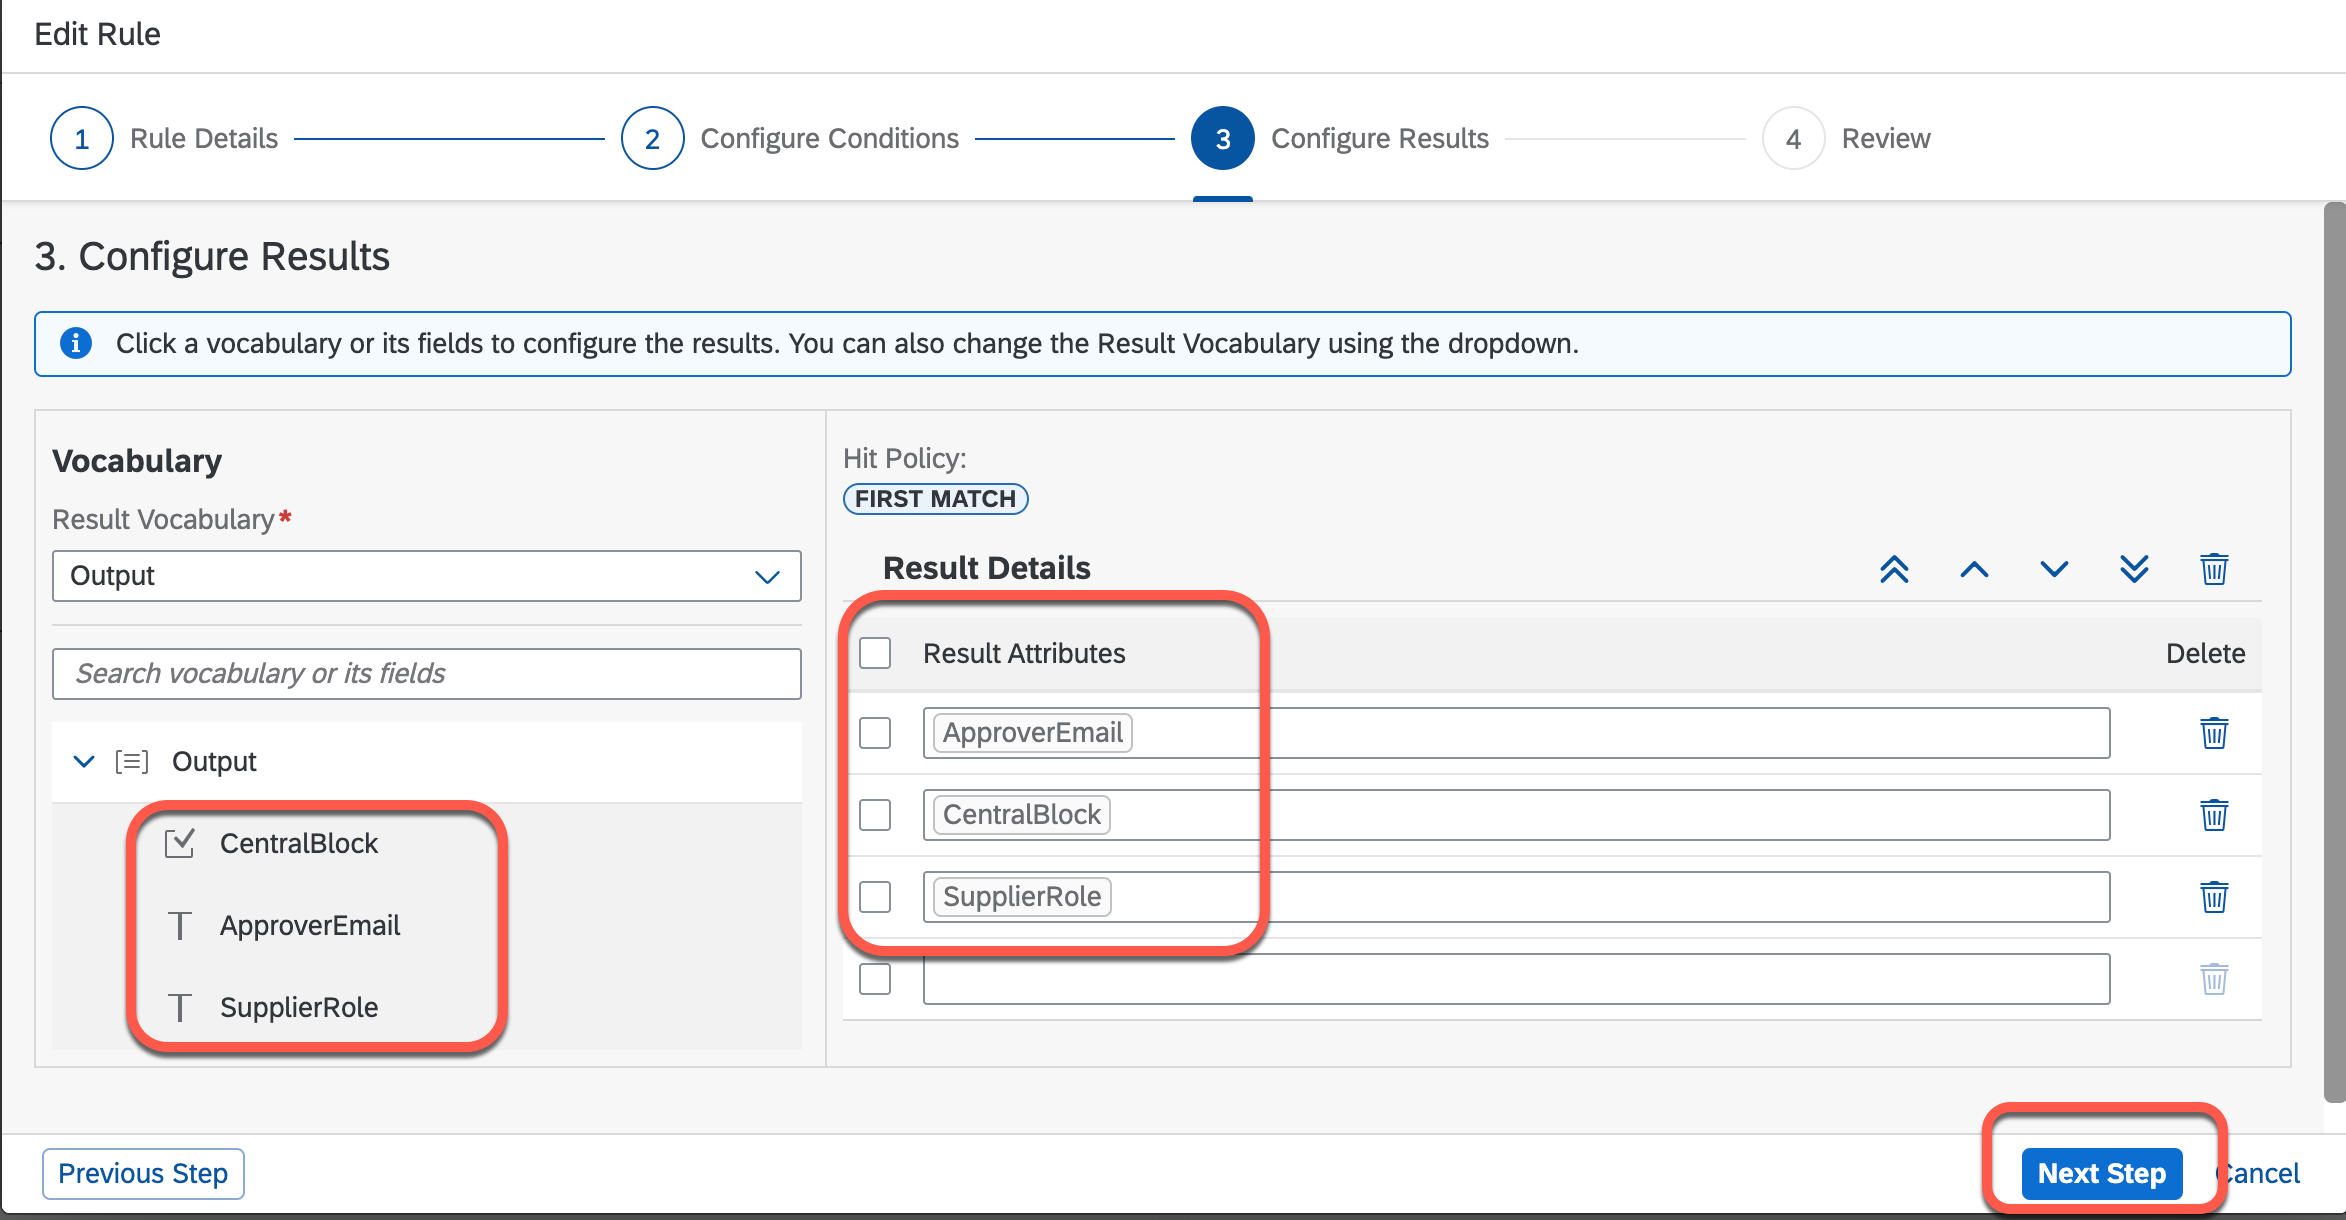 Edit Rule
1 Rule Details
2 Configure Conditions
3 Configure Results
4 Review
3. Configure Results
Click a vocabulary or its fields to configure the results. You can also change the Result Vocabulary using the dropdown.
Vocabulary
Result Vocabulary*
Output
Search vocabulary or its fields
Output
CentralBlock
ApproverEmail
SupplierRole
Hit Policy:
FIRST MATCH
Result Details
Result Attributes Delete
ApproverEmail
CentralBlock
SupplierRole
Previous Step
Next Step
Cancel